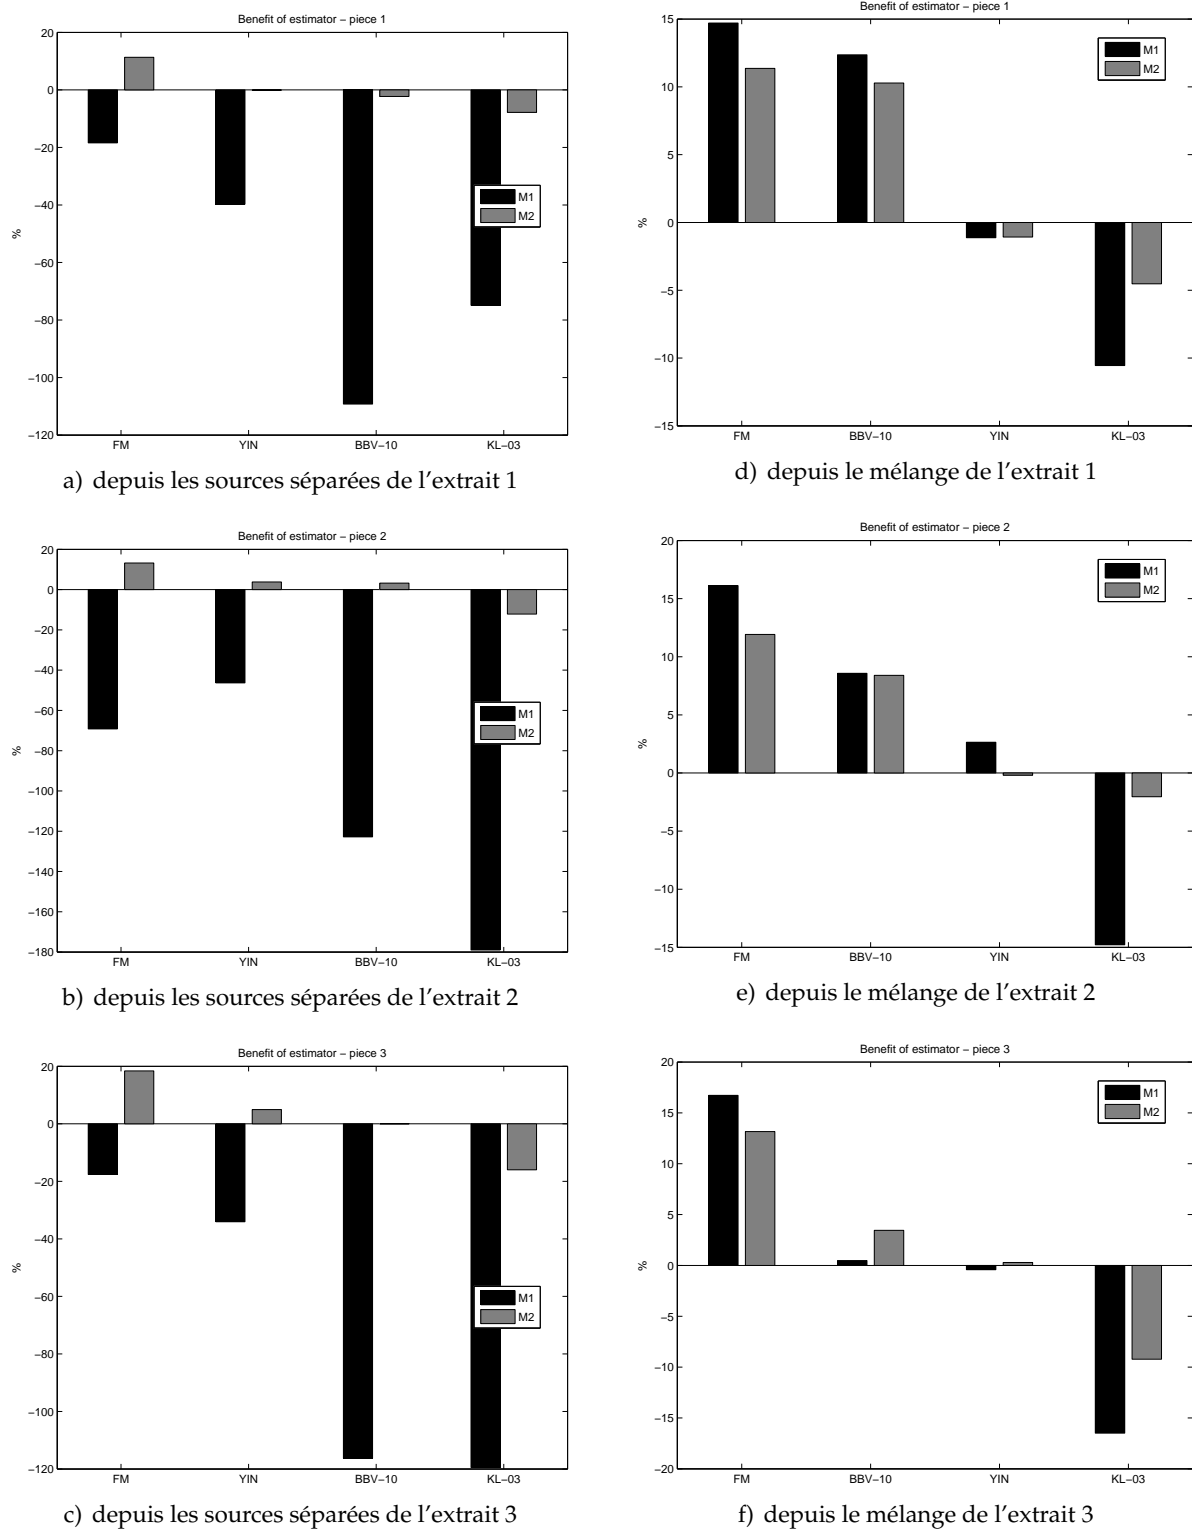 Benefit of estimator – piece 1
20
0
−20
−40
−60
−80
−100
−120
%
M1
M2
FM YIN BBV−10 KL−03
a) depuis les sources séparées de l'extrait 1
Benefit of estimator – piece 1
15
10
5
0
−5
−10
−15
%
M1
M2
FM BBV−10 YIN KL−03
d) depuis le mélange de l'extrait 1
Benefit of estimator – piece 2
20
0
−20
−40
−60
−80
−100
−120
−140
−160
−180
%
M1
M2
FM YIN BBV−10 KL−03
b) depuis les sources séparées de l'extrait 2
Benefit of estimator – piece 2
20
15
10
5
0
−5
−10
−15
%
M1
M2
FM BBV−10 YIN KL−03
e) depuis le mélange de l'extrait 2
Benefit of estimator – piece 3
20
0
−20
−40
−60
−80
−100
−120
%
M1
M2
FM YIN BBV−10 KL−03
c) depuis les sources séparées de l'extrait 3
Benefit of estimator – piece 3
20
15
10
5
0
−5
−10
−15
−20
%
M1
M2
FM BBV−10 YIN KL−03
f) depuis le mélange de l'extrait 3